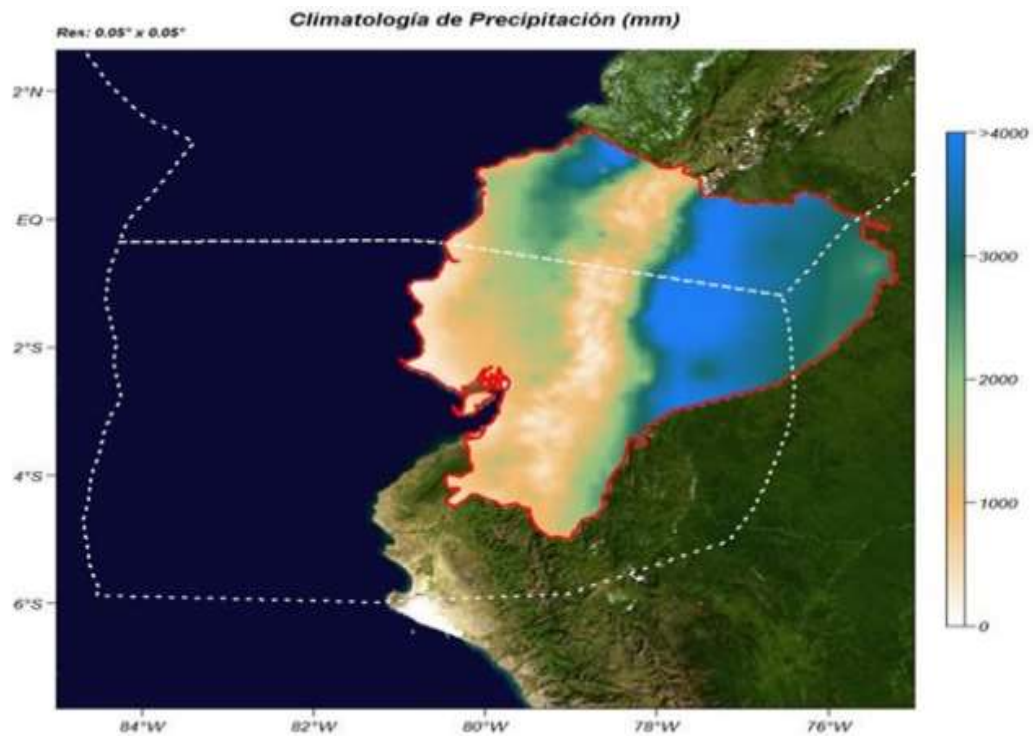 Climatología de Precipitación (mm)
Res: 0.05° x 0.05°
2°N
EQ
2°S
4°S
6°S
84°W
82°W
80°W
78°W
76°W
>4000
3000
2000
1000
0